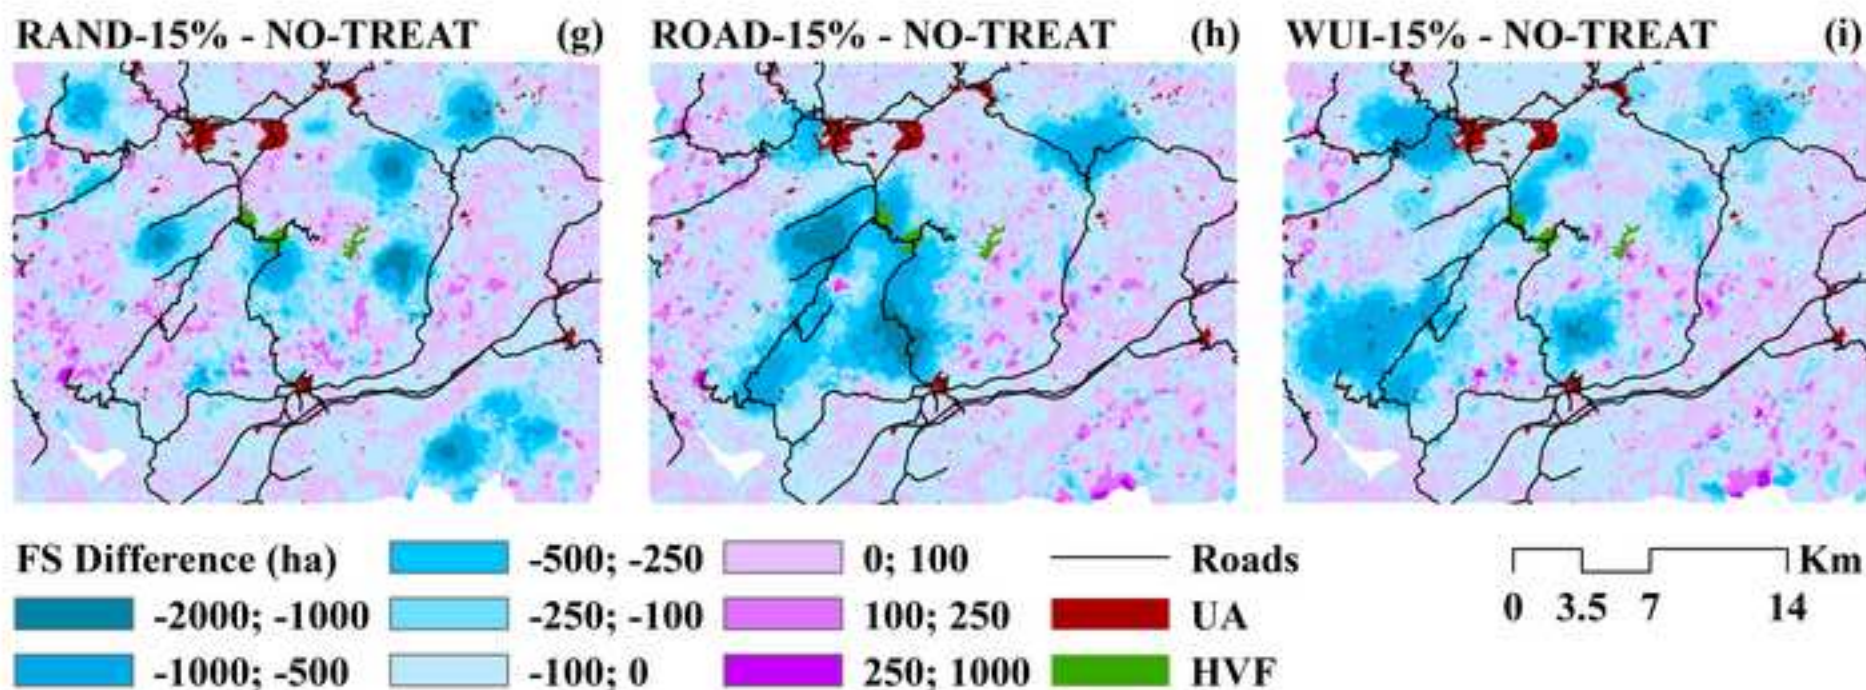 RAND-15% - NO-TREAT (g)
ROAD-15% - NO-TREAT (h)
WUI-15% - NO-TREAT (i)
FS Difference (ha)
-2000; -1000
-1000; -500
-500; -250
-250; -100
-100; 0
0; 100
100; 250
250; 1000
Roads
UA
HVF
Km
0 3.5 7 14